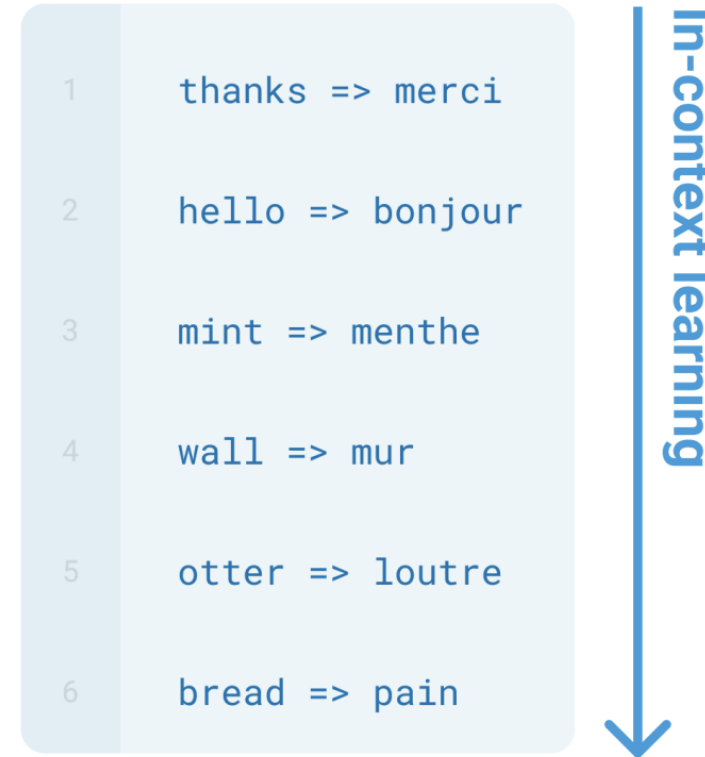 1 thanks => merci
2 hello => bonjour
3 mint => menthe
4 wall => mur
5 otter => loutre
6 bread => pain
In-context learning